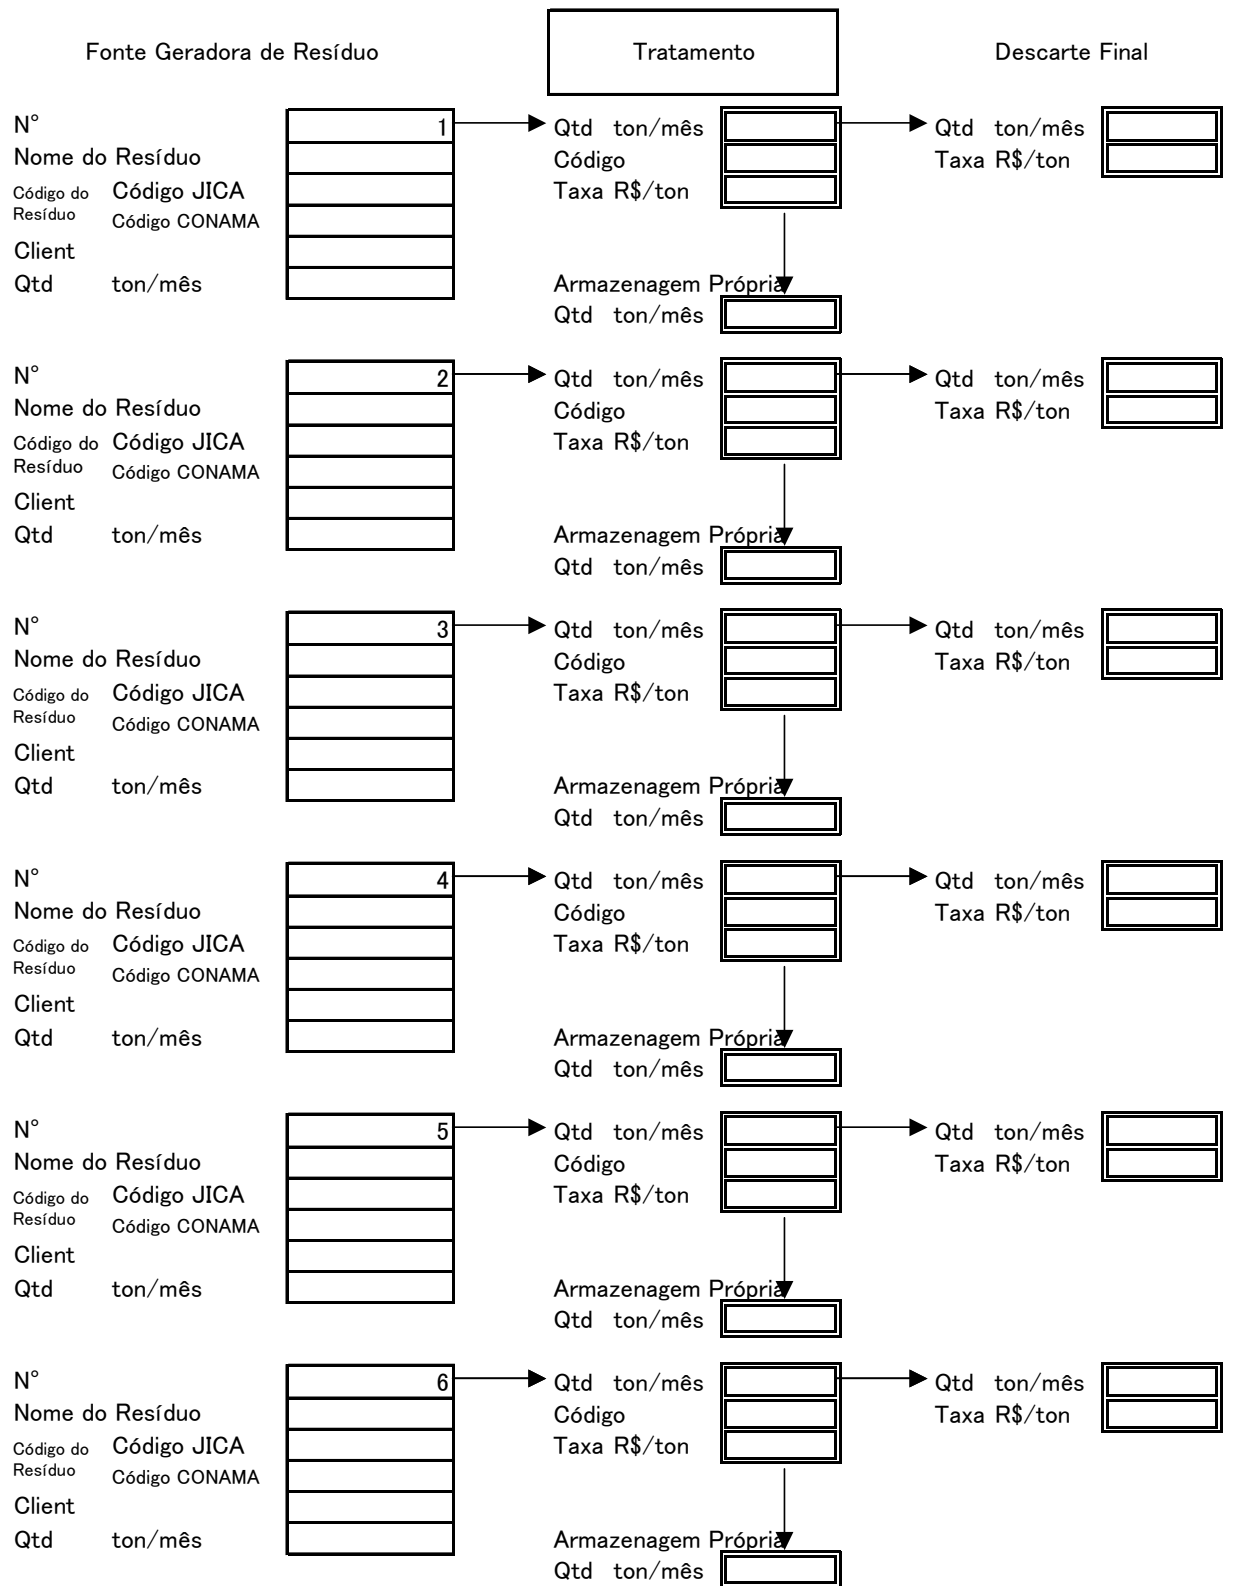 Fonte Geradora de Resíduo Tratamento Descarte Final
N° 1 Qtd ton/mês Qtd ton/mês
Nome do Resíduo Código Taxa R$/ton
Código do Resíduo Código JICA Taxa R$/ton
Código CONAMA
Client
Qtd ton/mês Armazenagem Própria
Qtd ton/mês
N° 2 Qtd ton/mês Qtd ton/mês
Nome do Resíduo Código Taxa R$/ton
Código do Resíduo Código JICA Taxa R$/ton
Código CONAMA
Client
Qtd ton/mês Armazenagem Própria
Qtd ton/mês
N° 3 Qtd ton/mês Qtd ton/mês
Nome do Resíduo Código Taxa R$/ton
Código do Resíduo Código JICA Taxa R$/ton
Código CONAMA
Client
Qtd ton/mês Armazenagem Própria
Qtd ton/mês
N° 4 Qtd ton/mês Qtd ton/mês
Nome do Resíduo Código Taxa R$/ton
Código do Resíduo Código JICA Taxa R$/ton
Código CONAMA
Client
Qtd ton/mês Armazenagem Própria
Qtd ton/mês
N° 5 Qtd ton/mês Qtd ton/mês
Nome do Resíduo Código Taxa R$/ton
Código do Resíduo Código JICA Taxa R$/ton
Código CONAMA
Client
Qtd ton/mês Armazenagem Própria
Qtd ton/mês
N° 6 Qtd ton/mês Qtd ton/mês
Nome do Resíduo Código Taxa R$/ton
Código do Resíduo Código JICA Taxa R$/ton
Código CONAMA
Client
Qtd ton/mês Armazenagem Própria
Qtd ton/mês